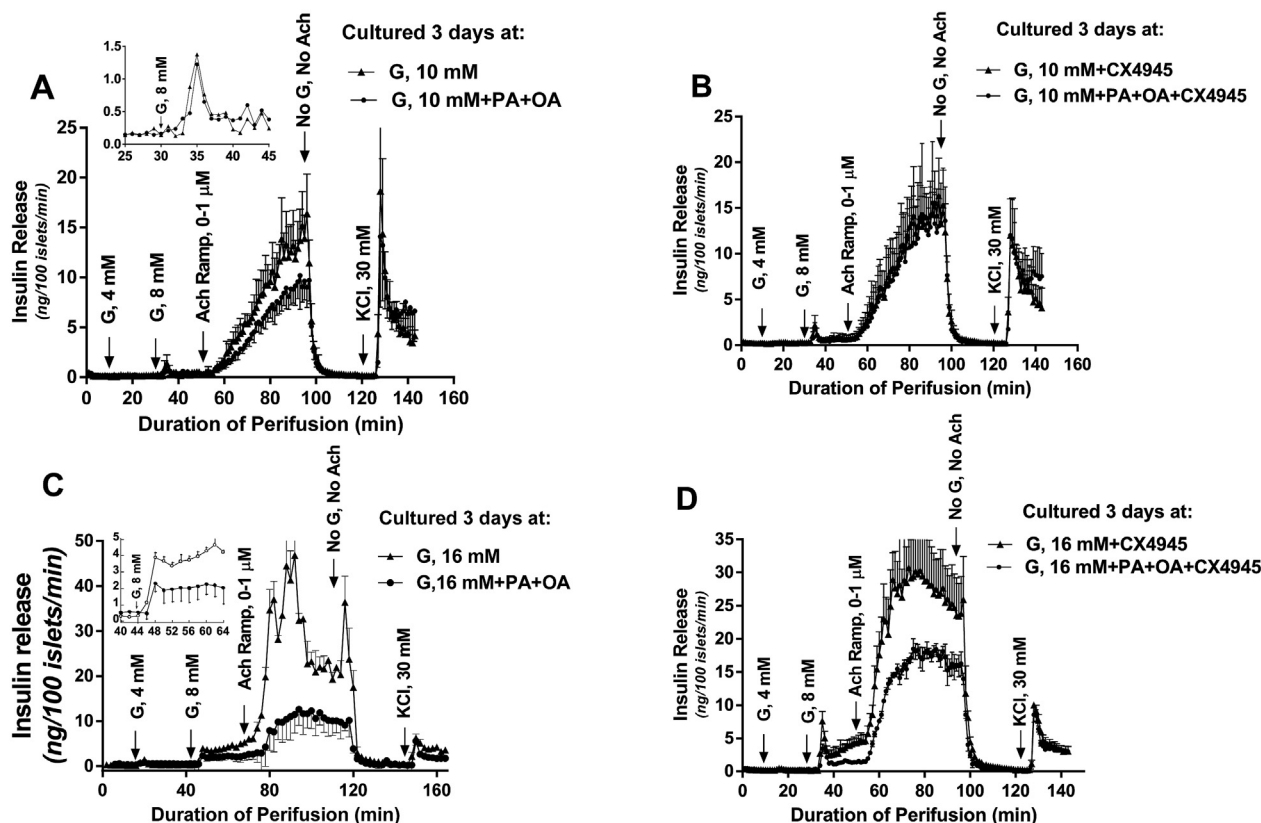 A
1.5
1.0
0.5
0.0
25 30 35 40 45
G, 8 mM
Cultured 3 days at:
G, 10 mM
G, 10 mM+PA+OA
No G, No Ach
Ach Ramp, 0-1 µM
G, 4 mM
G, 8 mM
KCl, 30 mM
25
20
15
10
5
0
Insulin Release
(ng/100 islets/min)
0 20 40 60 80 100 120 140 160
Duration of Perifusion (min)
B
Cultured 3 days at:
G, 10 mM+CX4945
G, 10 mM+PA+OA+CX4945
No G, No Ach
Ach Ramp, 0-1 µM
G, 4 mM
G, 8 mM
KCl, 30 mM
25
20
15
10
5
0
Insulin Release
(ng/100 islets/min)
0 20 40 60 80 100 120 140 160
Duration of Perifusion (min)
C
5
4
3
2
1
0
40 44 48 52 56 60 64
G, 8 mM
Cultured 3 days at:
G, 16 mM
G,16 mM+PA+OA
No G, No Ach
Ach Ramp, 0-1 µM
G, 4 mM
G, 8 mM
KCl, 30 mM
50
40
30
20
10
0
Insulin release
(ng/100 islets/min)
0 20 40 60 80 100 120 140 160
Duration of Perifusion (min)
D
Cultured 3 days at:
G, 16 mM+CX4945
G, 16 mM+PA+OA+CX4945
No G, No Ach
Ach Ramp, 0-1 µM
G, 4 mM
G, 8 mM
KCl, 30 mM
35
30
25
20
15
10
5
0
Insulin Release
(ng/100 islets/min)
0 20 40 60 80 100 120 140
Duration of Perifusion (min)